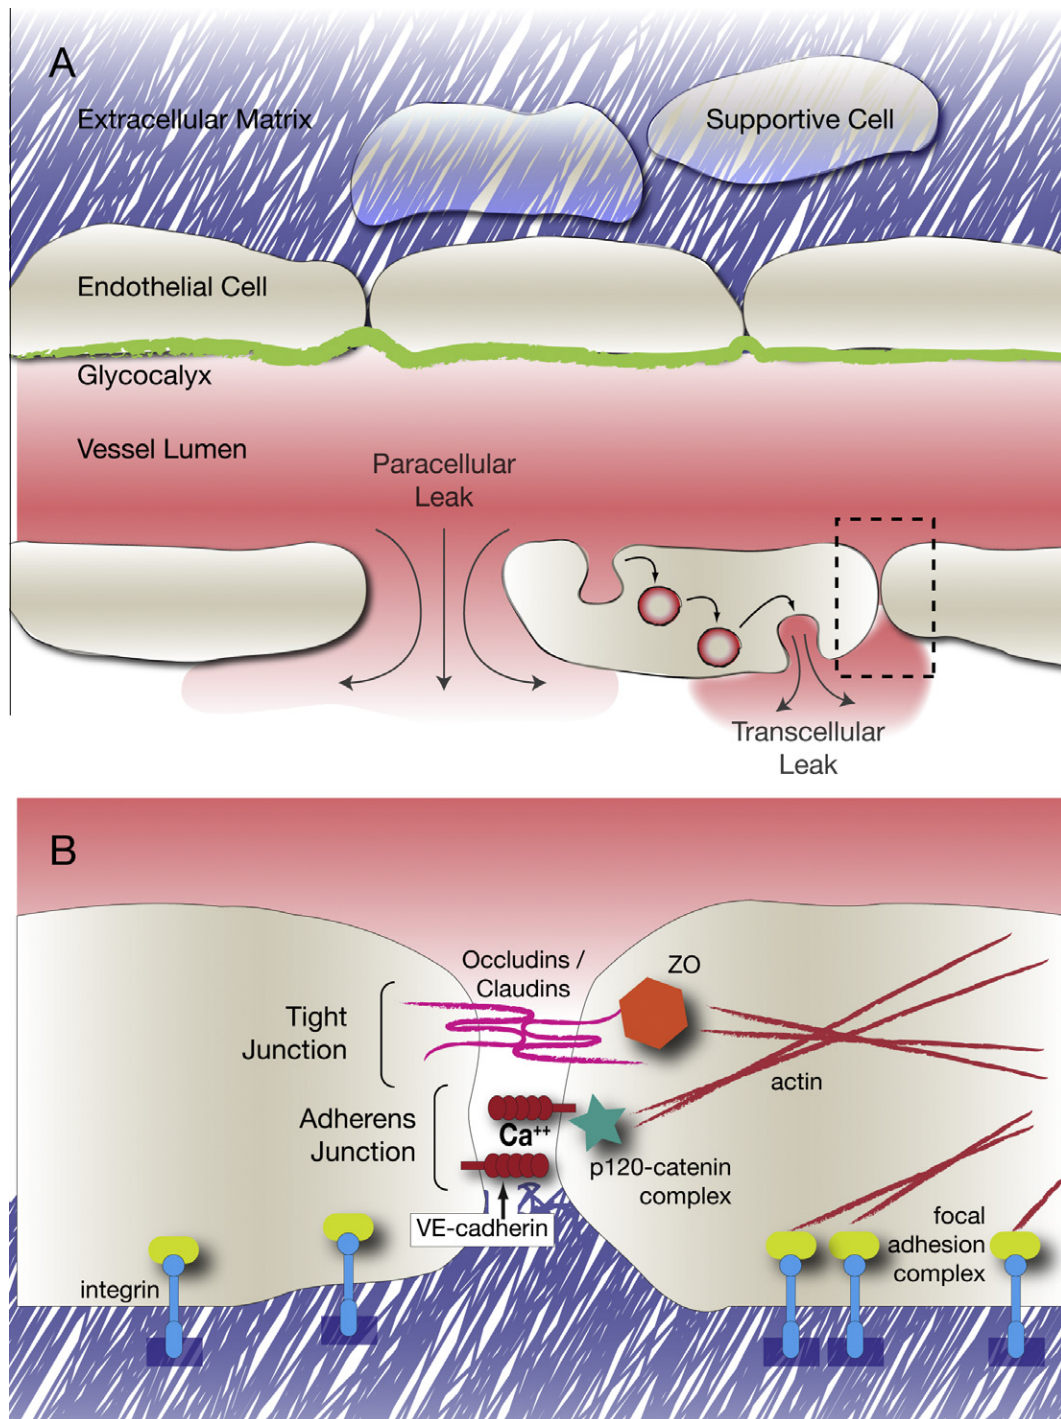 A
Extracellular Matrix
Supportive Cell
Endothelial Cell
Glycocalyx
Vessel Lumen
Paracellular
Leak
Transcellular
Leak
B
Occludins /
Claudins
ZO
Tight
Junction
actin
Adherens
Junction
Ca++
p120-catenin
complex
VE-cadherin
focal
adhesion
complex
integrin